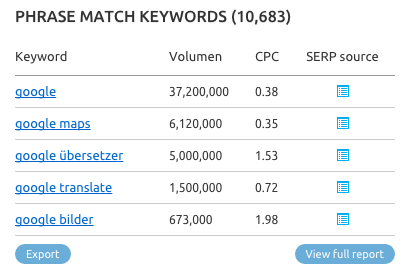 PHRASE MATCH KEYWORDS (10,683)
Keyword Volumen CPC SERP source
google 37,200,000 0.38
google maps 6,120,000 0.35
google übersetzer 5,000,000 1.53
google translate 1,500,000 0.72
google bilder 673,000 1.98
Export View full report